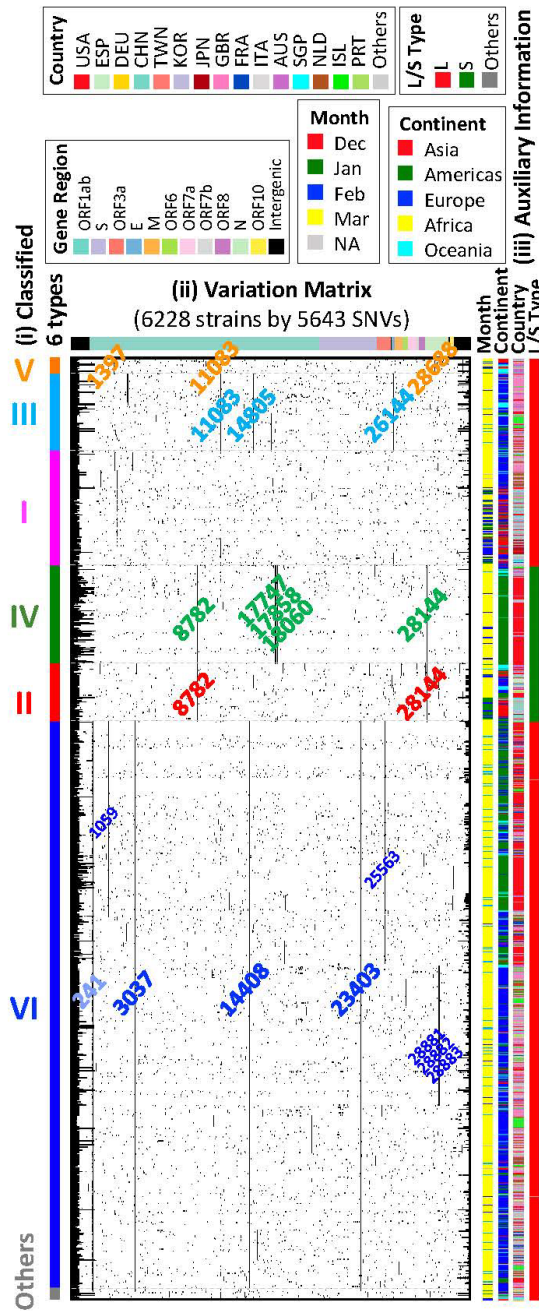 Country
USA
ESP
DEU
CHN
TWN
KOR
JPN
GBR
FRA
ITA
AUS
SGP
NLD
ISL
PRT
Others
L/S Type
L
S
Others
Month
Dec
Jan
Feb
Mar
NA
Continent
Asia
Americas
Europe
Africa
Oceania
Gene Region
ORF1ab
S
ORF3a
E
M
ORF6
ORF7a
ORF7b
ORF8
N
ORF10
Intergenic
(i) Classified
6 types
(ii) Variation Matrix
(6228 strains by 5643 SNVs)
(iii) Auxiliary Information
Month
Continent
Country
L/S Type
V
1397
11083
28688
III
11083
14805
26144
I
IV
8782
17747
17858
18060
28144
II
8782
28144
VI
1059
25563
241
3037
14408
23403
28881
28882
28883
Others